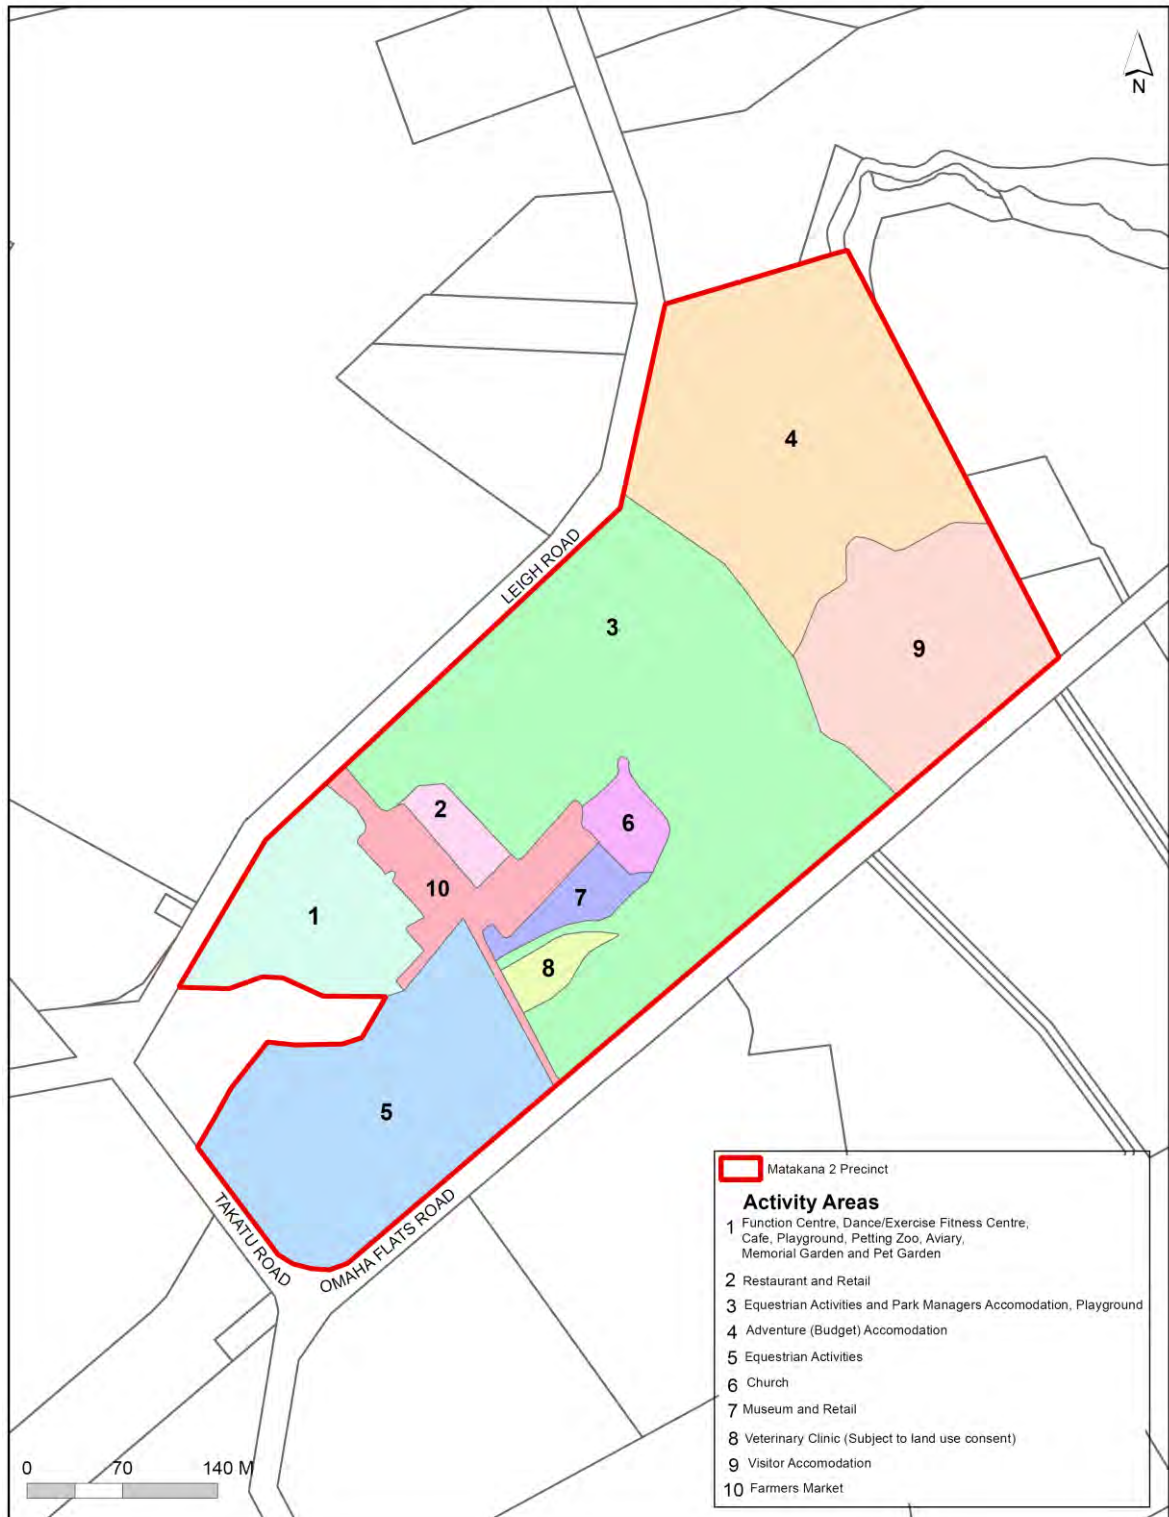 N
4
LEIGH ROAD
3
9
2
6
10
7
1
8
5
TAKATU ROAD
OMAHA FLATS ROAD
Matakana 2 Precinct
Activity Areas
1 Function Centre, Dance/Exercise Fitness Centre,
Cafe, Playground, Petting Zoo, Aviary,
Memorial Garden and Pet Garden
2 Restaurant and Retail
3 Equestrian Activities and Park Managers Accomodation, Playground
4 Adventure (Budget) Accomodation
5 Equestrian Activities
6 Church
7 Museum and Retail
8 Veterinary Clinic (Subject to land use consent)
9 Visitor Accomodation
10 Farmers Market
0 70 140 M